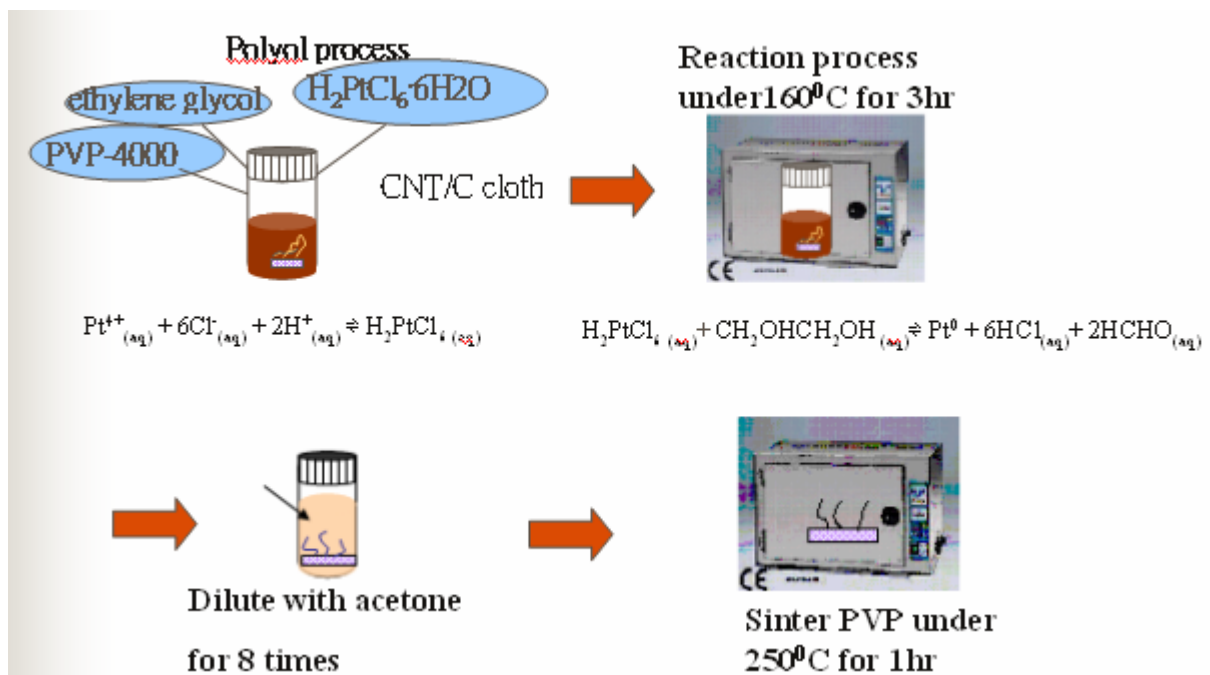 Polyol process
ethylene glycol
H₂PtCl₆·6H2O
PVP-4000
CNT/C cloth
Reaction process
under160⁰C for 3hr
CE
Pt⁴⁺(aq) + 6Cl⁻(aq) + 2H⁺(aq) ⇌ H₂PtCl₆ (aq)
H₂PtCl₆ (aq) + CH₂OHCH₂OH (aq) ⇌ Pt⁰ + 6HCl(aq) + 2HCHO(aq)
Dilute with acetone
for 8 times
CE
Sinter PVP under
250⁰C for 1hr